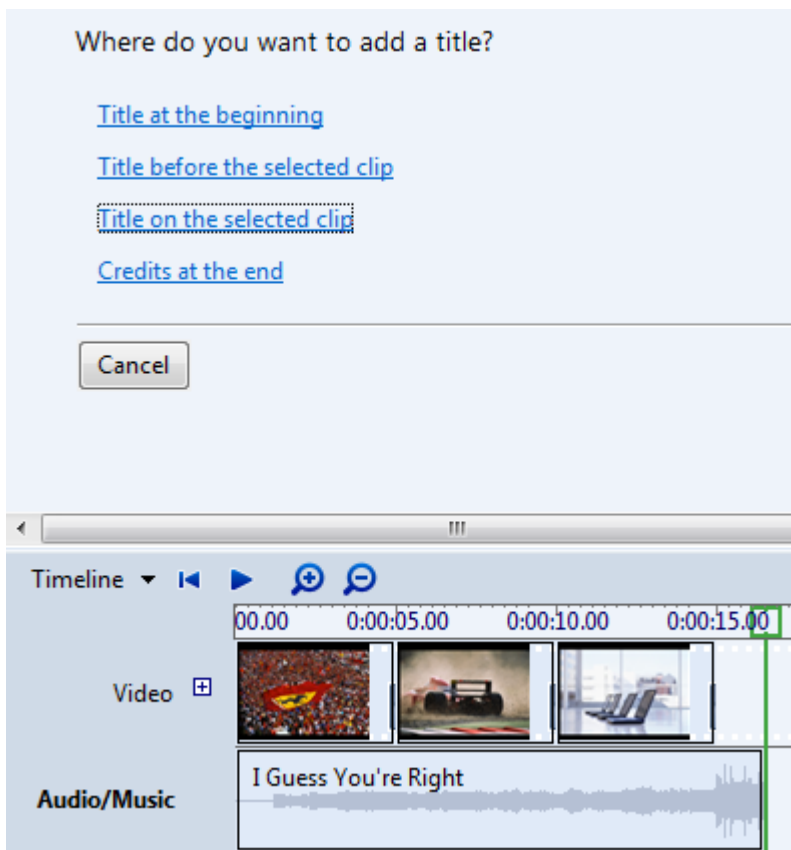 Where do you want to add a title?
Title at the beginning
Title before the selected clip
Title on the selected clip
Credits at the end
Cancel
Timeline
00.00 0:00:05.00 0:00:10.00 0:00:15.00
Video
I Guess You're Right
Audio/Music